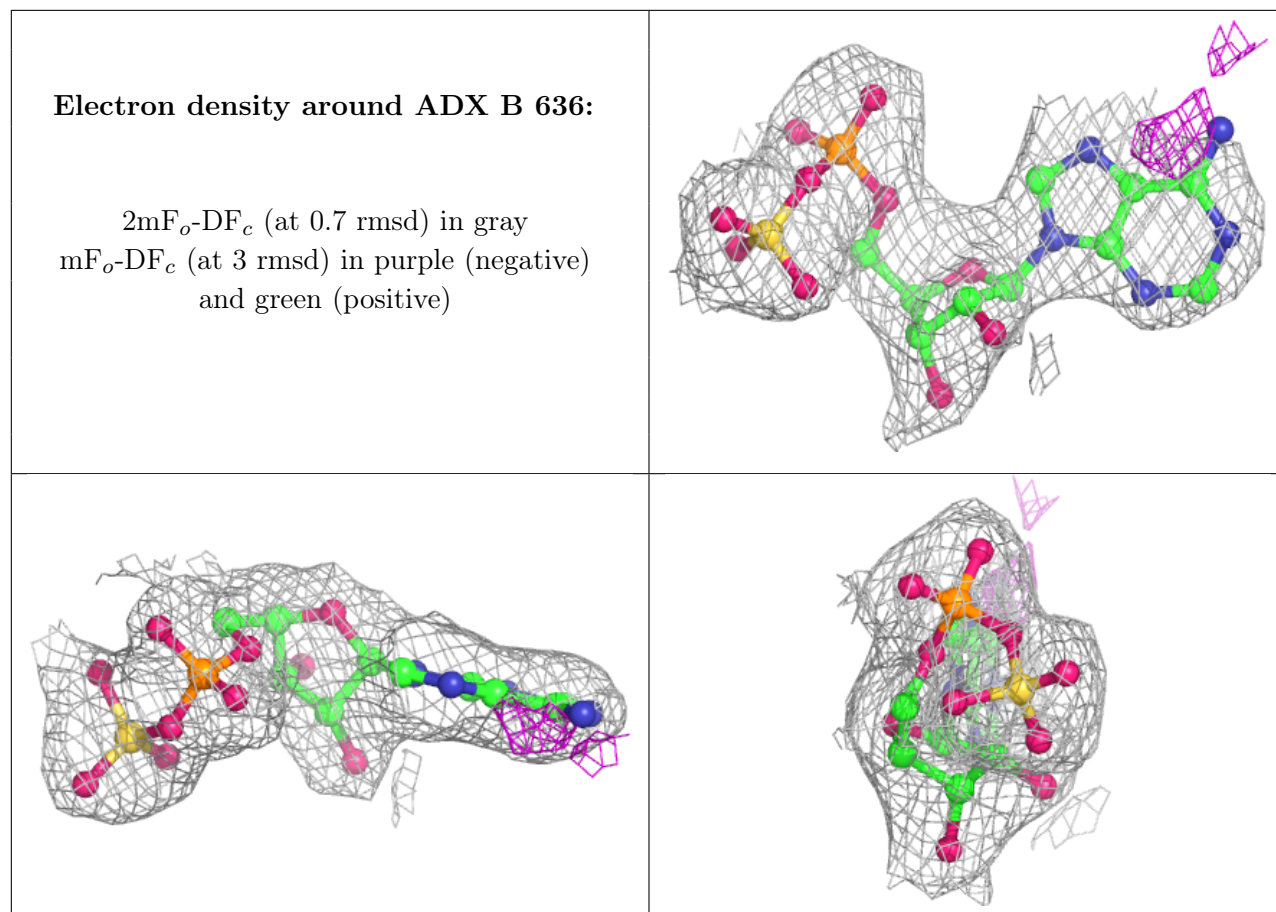 Electron density around ADX B 636:
2mFₒ-DF𝒸 (at 0.7 rmsd) in gray
mFₒ-DF𝒸 (at 3 rmsd) in purple (negative)
and green (positive)